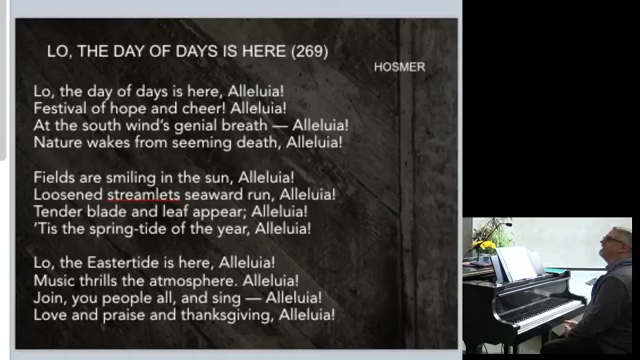 LO, THE DAY OF DAYS IS HERE (269)
HOSMER
Lo, the day of days is here, Alleluia!
Festival of hope and cheer! Alleluia!
At the south wind's genial breath — Alleluia!
Nature wakes from seeming death, Alleluia!
Fields are smiling in the sun, Alleluia!
Loosened streamlets seaward run, Alleluia!
Tender blade and leaf appear; Alleluia!
'Tis the spring-tide of the year, Alleluia!
Lo, the Eastertide is here, Alleluia!
Music thrills the atmosphere. Alleluia!
Join, you people all, and sing — Alleluia!
Love and praise and thanksgiving, Alleluia!